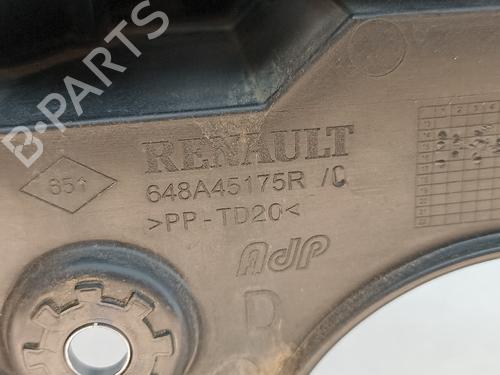 B-PARTS
RENAULT
651
648A45175R /C
>PP-TD20<
AdP
D